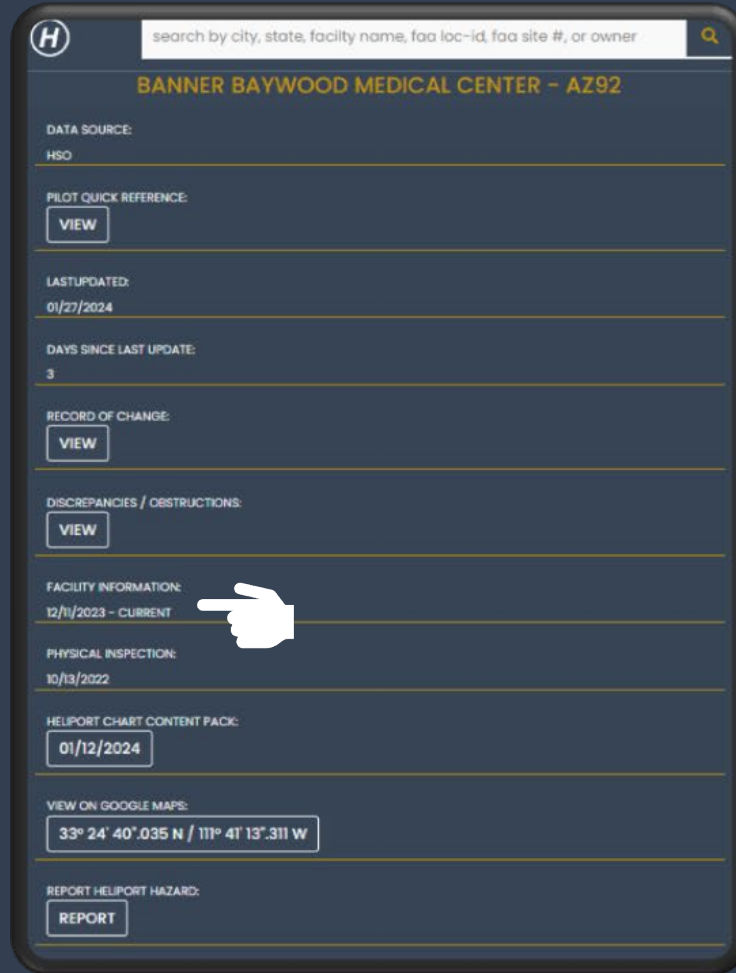 H
search by city, state, facilty name, faa loc-id, faa site #, or owner
BANNER BAYWOOD MEDICAL CENTER - AZ92
DATA SOURCE:
HSO
PILOT QUICK REFERENCE:
VIEW
LASTUPDATED:
01/27/2024
DAYS SINCE LAST UPDATE:
3
RECORD OF CHANGE:
VIEW
DISCREPANCIES / OBSTRUCTIONS:
VIEW
FACILITY INFORMATION:
12/11/2023 - CURRENT
PHYSICAL INSPECTION:
10/13/2022
HELIPORT CHART CONTENT PACK:
01/12/2024
VIEW ON GOOGLE MAPS:
33º 24' 40".035 N / 111º 41' 13".311 W
REPORT HELIPORT HAZARD:
REPORT